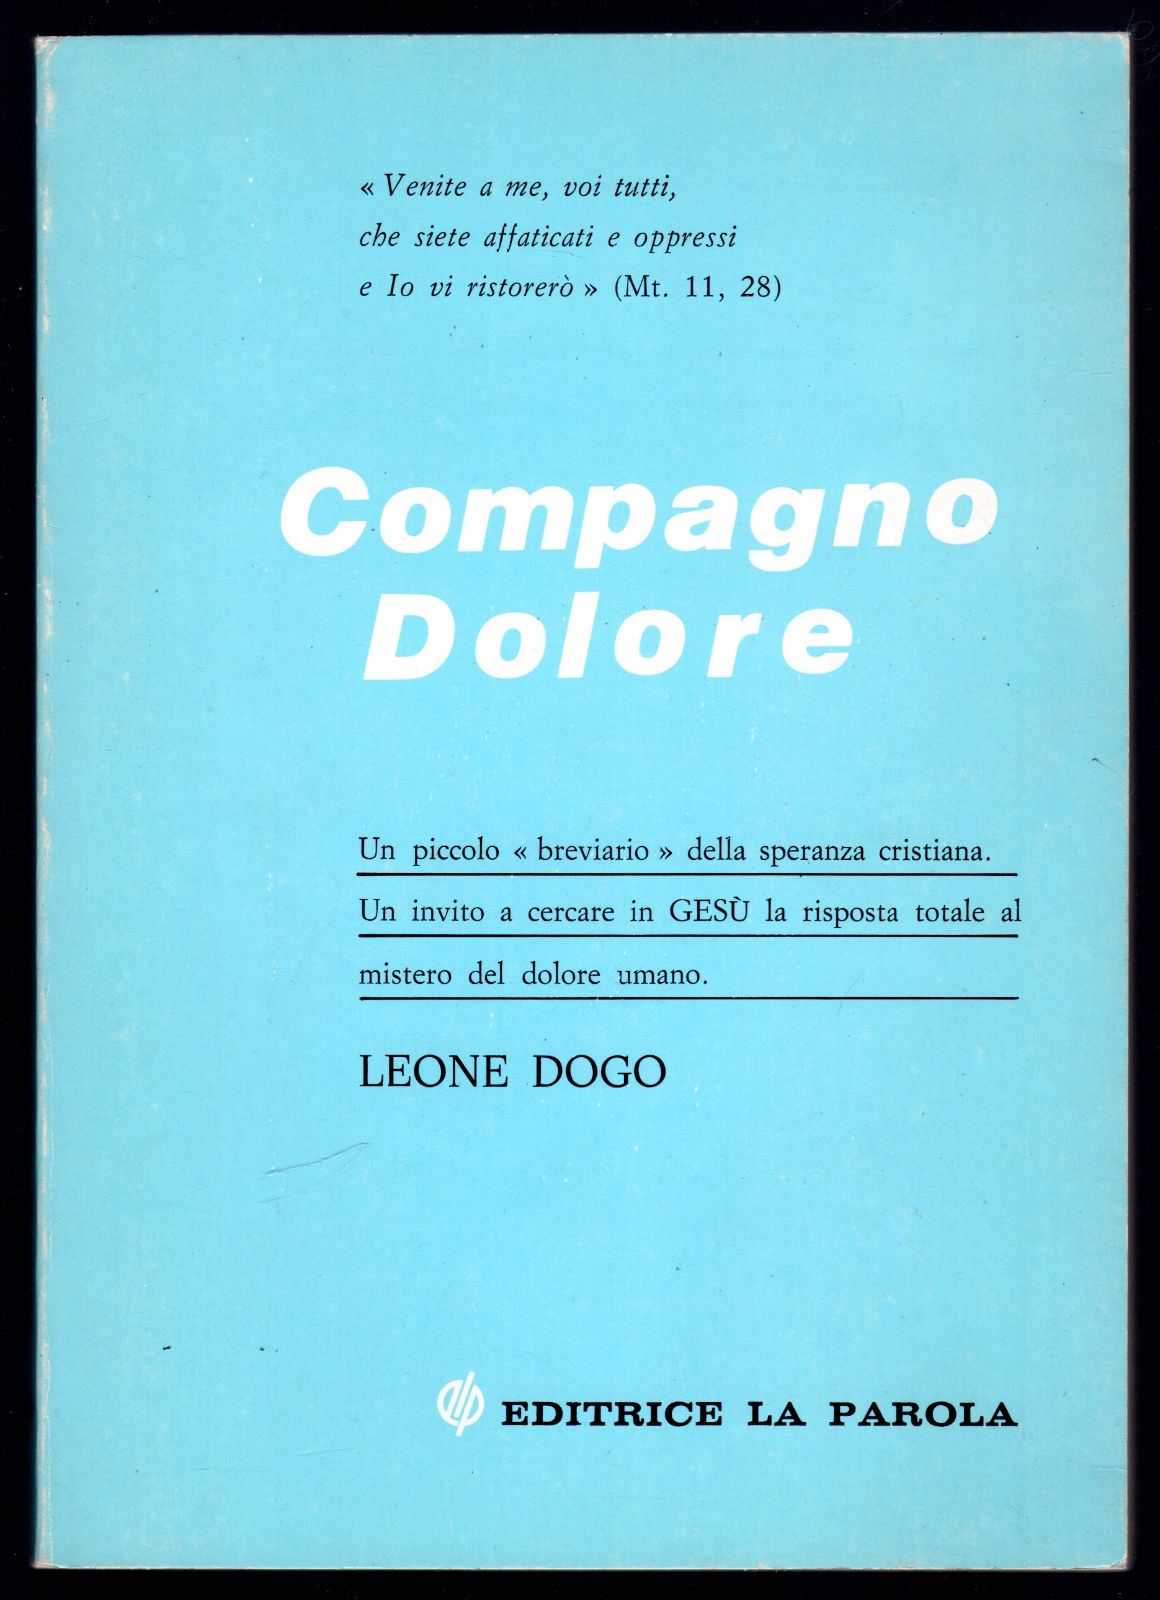 « Venite a me, voi tutti,
che siete affaticati e oppressi
e Io vi ristorerò » (Mt. 11, 28)
Compagno
Dolore
Un piccolo « breviario » della speranza cristiana.
Un invito a cercare in GESÙ la risposta totale al
mistero del dolore umano.
LEONE DOGO
elp EDITRICE LA PAROLA